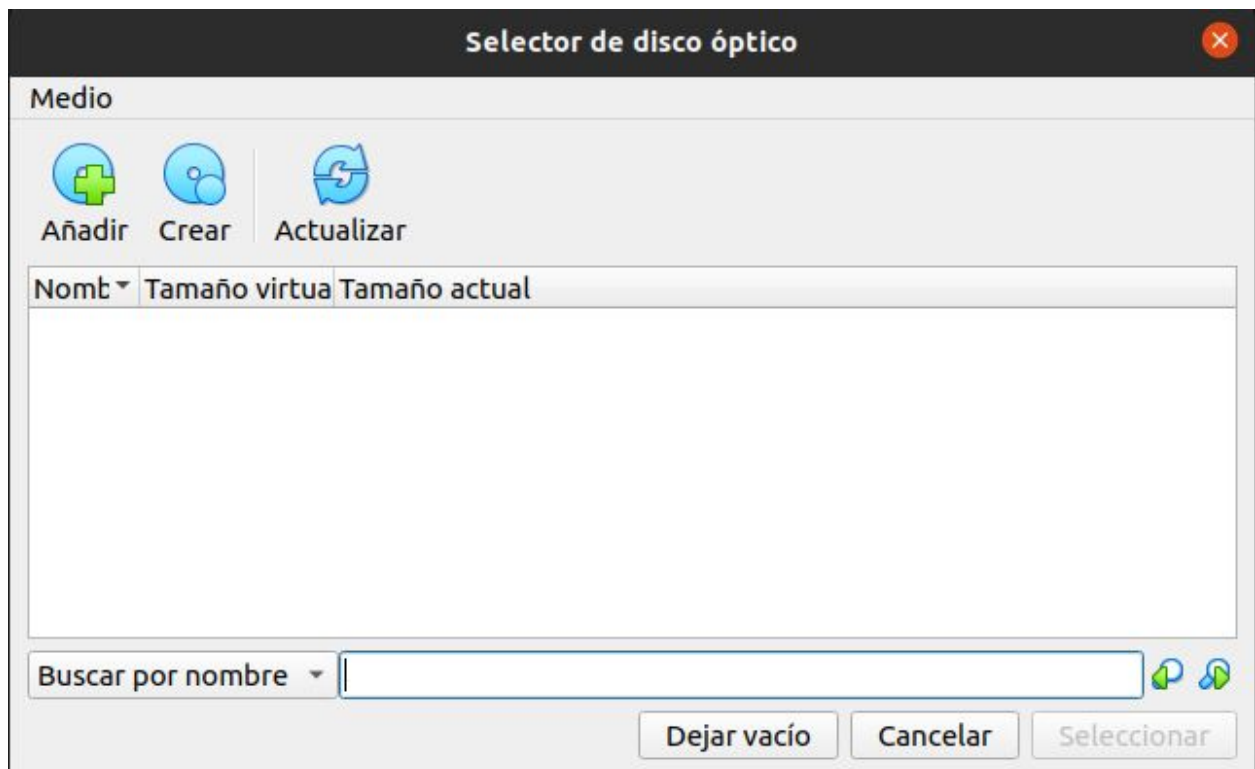 Selector de disco óptico
Medio
Añadir Crear Actualizar
Nomb Tamaño virtua Tamaño actual
Buscar por nombre
Dejar vacío Cancelar Seleccionar